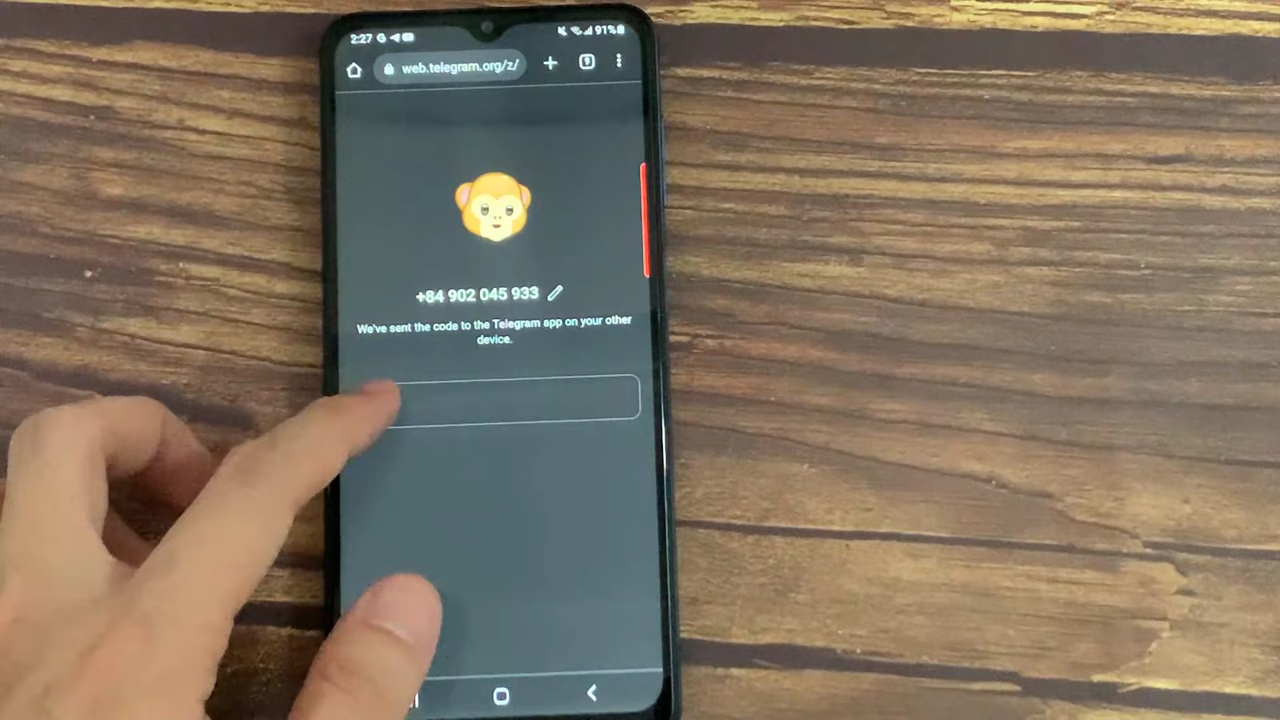 2:27 G 91%
web.telegram.org/z/
+84 902 045 933
We've sent the code to the Telegram app on your other
device.